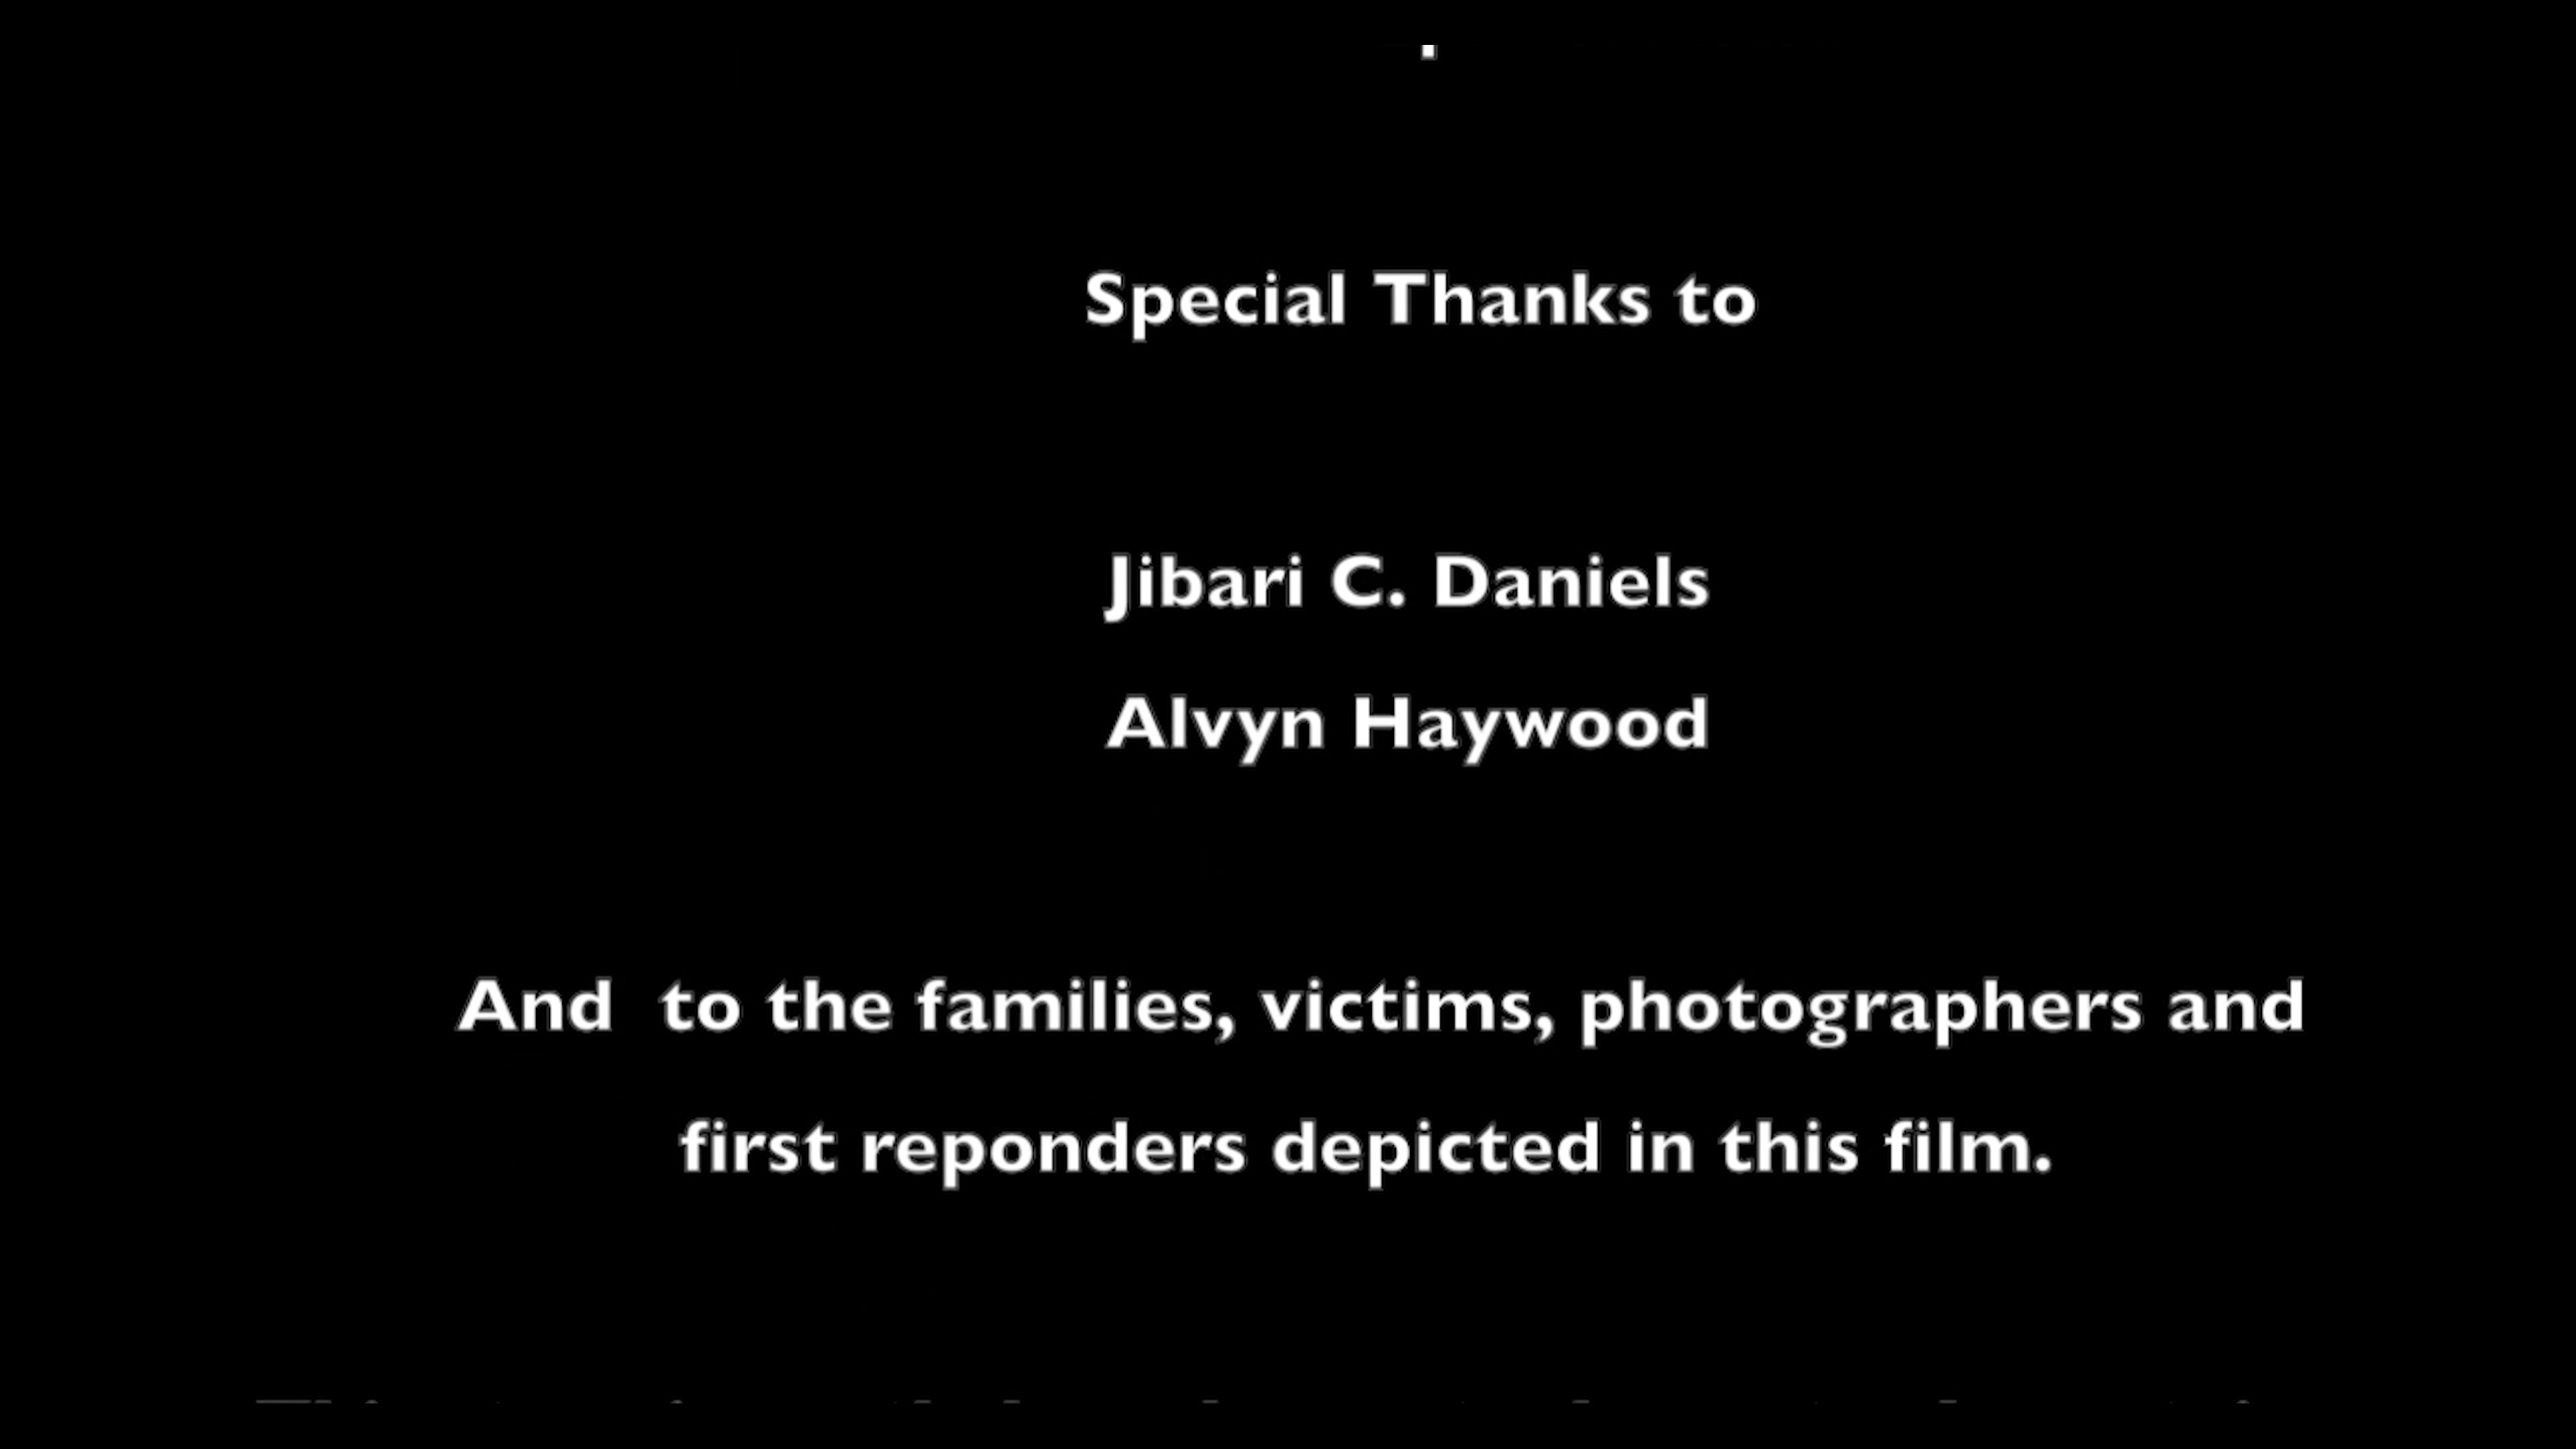 Special Thanks to
Jibari C. Daniels
Alvyn Haywood
And  to the families, victims, photographers and
first reponders depicted in this film.